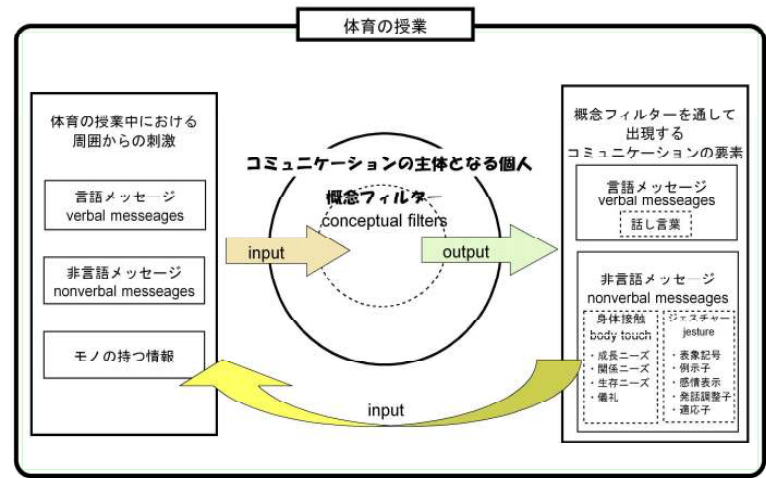 体育の授業
体育の授業中における
周囲からの刺激
言語メッセージ
verbal messeages
非言語メッセージ
nonverbal messeages
モノの持つ情報
コミュニケーションの主体となる個人
概念フィルター
conceptual filters
input
output
input
概念フィルターを通して
出現する
コミュニケーションの要素
言語メッセージ
verbal messeages
話し言葉
非言語メッセージ
nonverbal messeages
身体接触
body touch
・成長ニーズ
・関係ニーズ
・生存ニーズ
・儀礼
ジェスチャー
jesture
・表象記号
・例示子
・感情表示
・発話調整子
・適応子